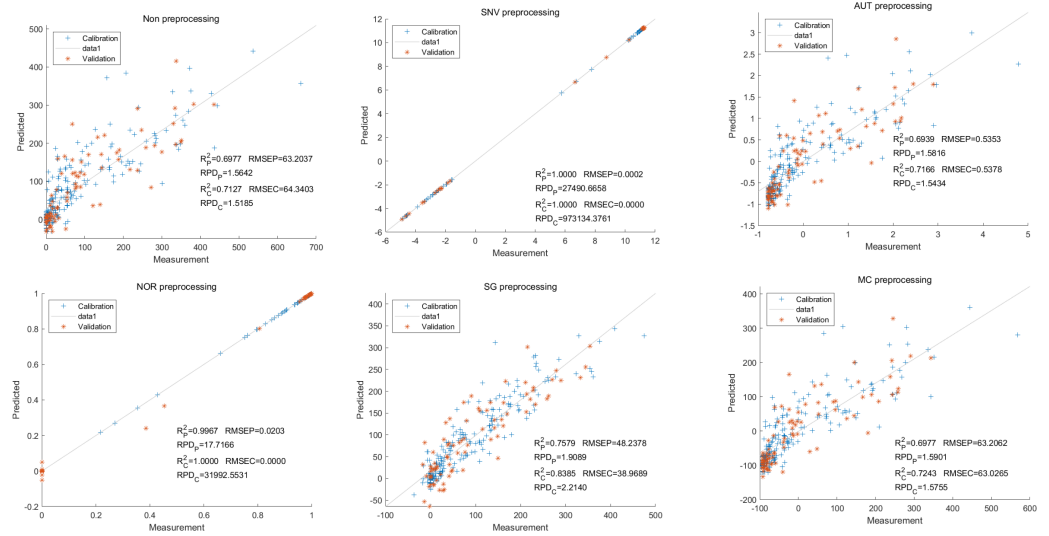 Non preprocessing
500
400
300
200
100
0
Predicted
Calibration
data1
Validation
R²P=0.6977 RMSEP=63.2037
RPDP=1.5642
R²C=0.7127 RMSEC=64.3403
RPDC=1.5185
0 100 200 300 400 500 600 700
Measurement
SNV preprocessing
12
10
8
6
4
2
0
-2
-4
-6
Predicted
Calibration
data1
Validation
R²P=1.0000 RMSEP=0.0002
RPDP=27490.6658
R²C=1.0000 RMSEC=0.0000
RPDC=973134.3761
-6 -4 -2 0 2 4 6 8 10 12
Measurement
AUT preprocessing
3
2.5
2
1.5
1
0.5
0
-0.5
-1
-1.5
Predicted
Calibration
data1
Validation
R²P=0.6939 RMSEP=0.5353
RPDP=1.5816
R²C=0.7166 RMSEC=0.5378
RPDC=1.5434
-1 0 1 2 3 4 5
Measurement
NOR preprocessing
1
0.8
0.6
0.4
0.2
0
-0.2
Predicted
Calibration
data1
Validation
R²P=0.9967 RMSEP=0.0203
RPDP=17.7166
R²C=1.0000 RMSEC=0.0000
RPDC=31992.5531
0 0.2 0.4 0.6 0.8 1
Measurement
SG preprocessing
400
350
300
250
200
150
100
50
0
-50
Predicted
Calibration
data1
Validation
R²P=0.7579 RMSEP=48.2378
RPDP=1.9089
R²C=0.8385 RMSEC=38.9689
RPDC=2.2140
-100 0 100 200 300 400 500
Measurement
MC preprocessing
400
300
200
100
0
-100
-200
Predicted
Calibration
data1
Validation
R²P=0.6977 RMSEP=63.2062
RPDP=1.5901
R²C=0.7243 RMSEC=63.0265
RPDC=1.5755
-100 0 100 200 300 400 500 600
Measurement